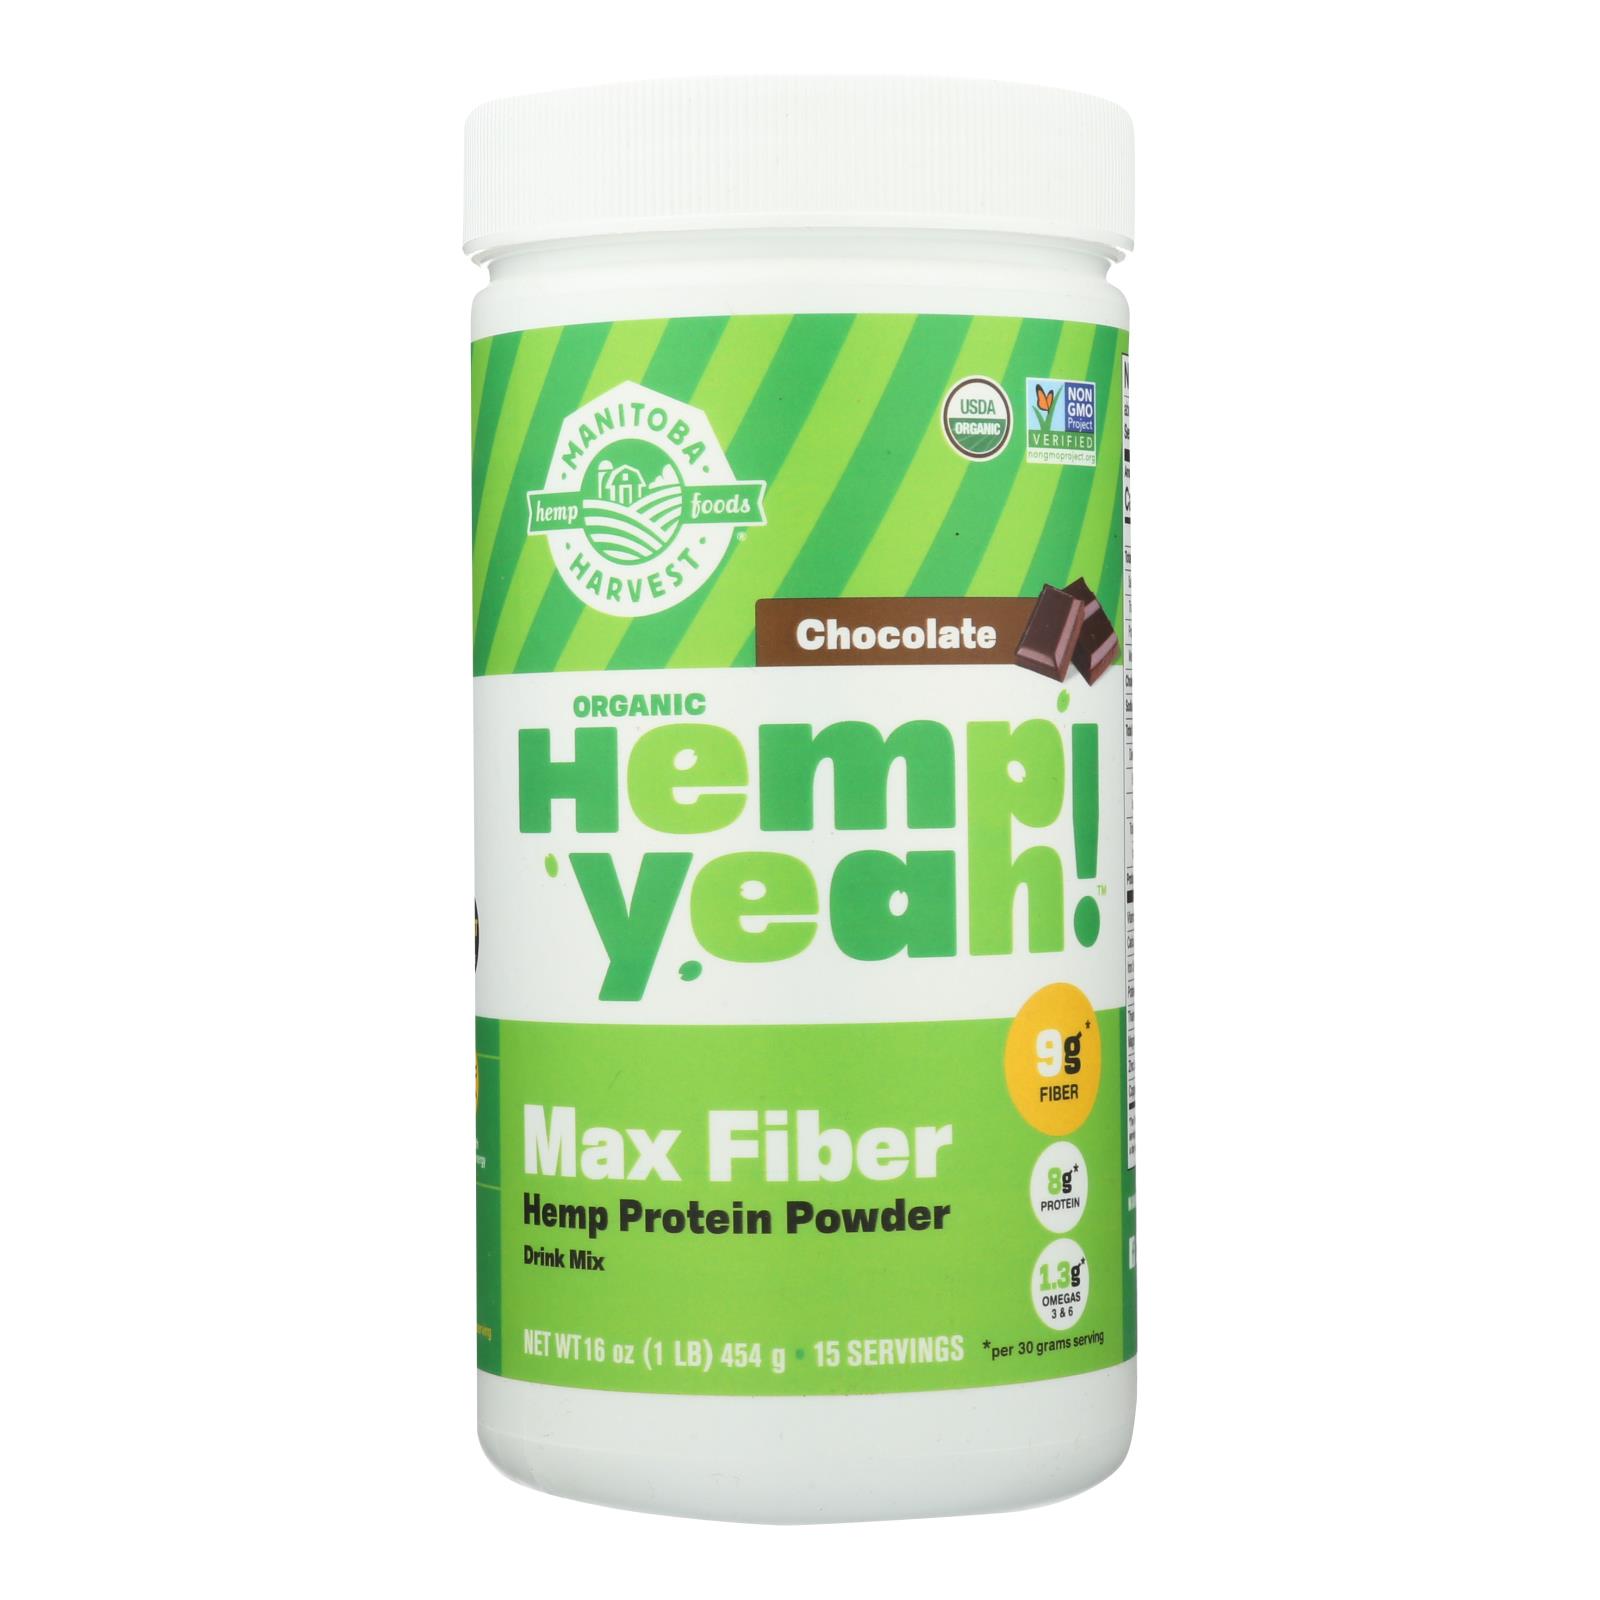 MANITOBA
hemp foods
HARVEST
®
USDA
ORGANIC
NON
GMO
Project
VERIFIED
nongmoproject.org
Chocolate
ORGANIC
Hemp
yeah!
™
9g*
FIBER
Max Fiber
Hemp Protein Powder
Drink Mix
8g*
PROTEIN
1.3g*
OMEGAS
3 & 6
NET WT 16 oz (1 LB) 454 g • 15 SERVINGS
*per 30 grams serving